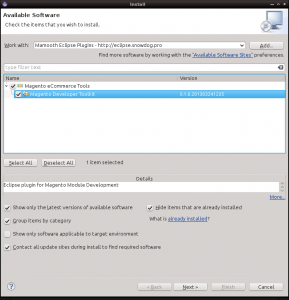 Install
Available Software
Check the items that you wish to install.
Work with: Mamooth Eclipse Plugins - http://eclipse.snowdog.pro Add...
Find more software by working with the "Available Software Sites" preferences.
type filter text
Name Version
Magento eCommerce Tools
Magento Developer Toolkit
Select All Deselect All 1 item selected
Details
Eclipse plugin for Magento Module Development
More...
Show only the latest versions of available software Hide items that are already installed
Group items by category What is already installed?
Show only software applicable to target environment
Contact all update sites during install to find required software
< Back Next > Finish Cancel